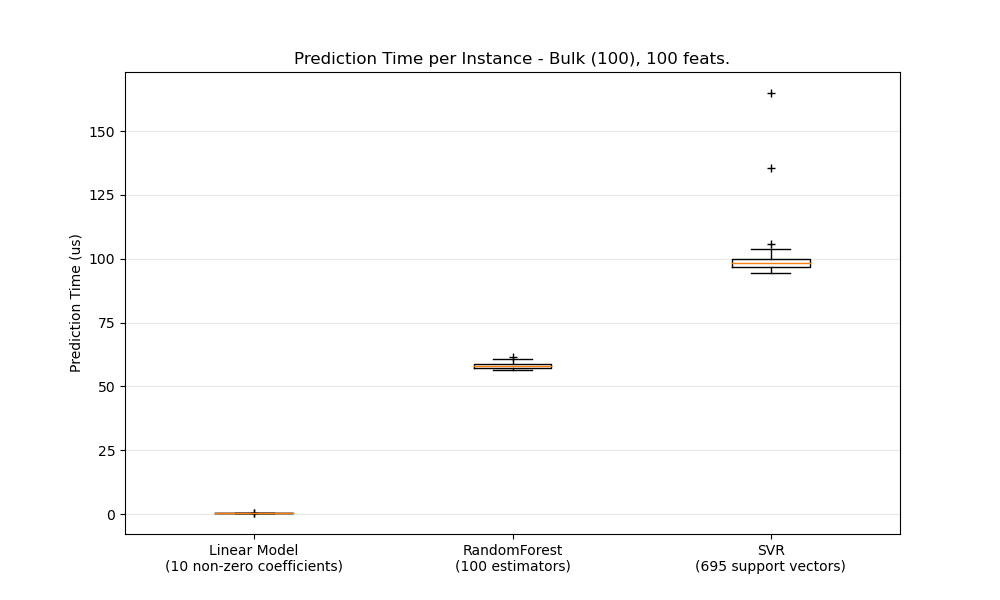 Prediction Time per Instance - Bulk (100), 100 feats.
Prediction Time (us)
150
125
100
75
50
25
0
Linear Model
(10 non-zero coefficients)
RandomForest
(100 estimators)
SVR
(695 support vectors)